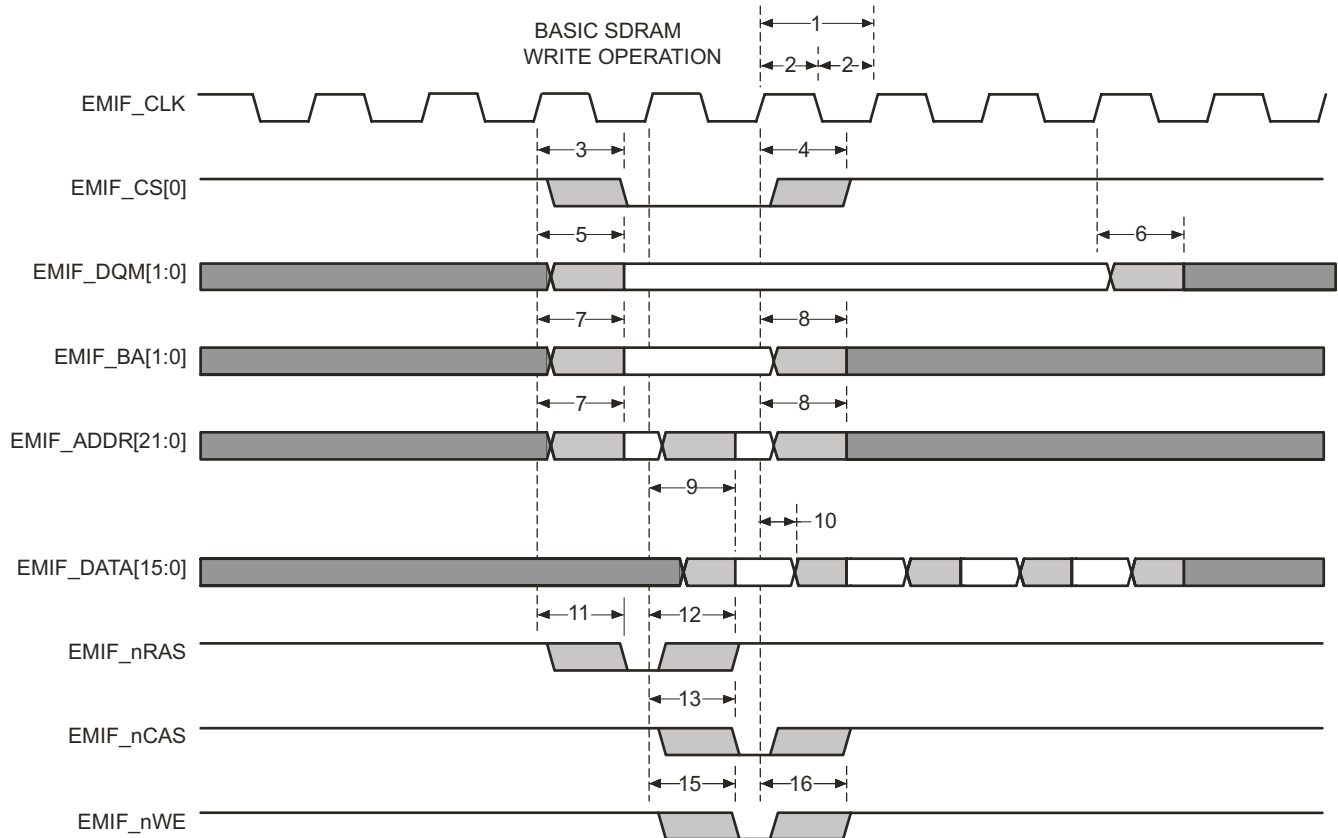 BASIC SDRAM
WRITE OPERATION
1
2 2
EMIF_CLK
3 4
EMIF_CS[0]
5 6
EMIF_DQM[1:0]
7 8
EMIF_BA[1:0]
7 8
EMIF_ADDR[21:0]
9
10
EMIF_DATA[15:0]
11 12
EMIF_nRAS
13
EMIF_nCAS
15 16
EMIF_nWE